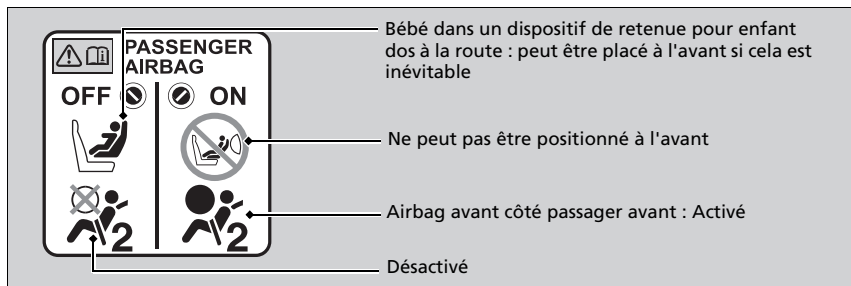 PASSENGER
AIRBAG
OFF ON
2 2
Bébé dans un dispositif de retenue pour enfant
dos à la route : peut être placé à l'avant si cela est
inévitable
Ne peut pas être positionné à l'avant
Airbag avant côté passager avant : Activé
Désactivé